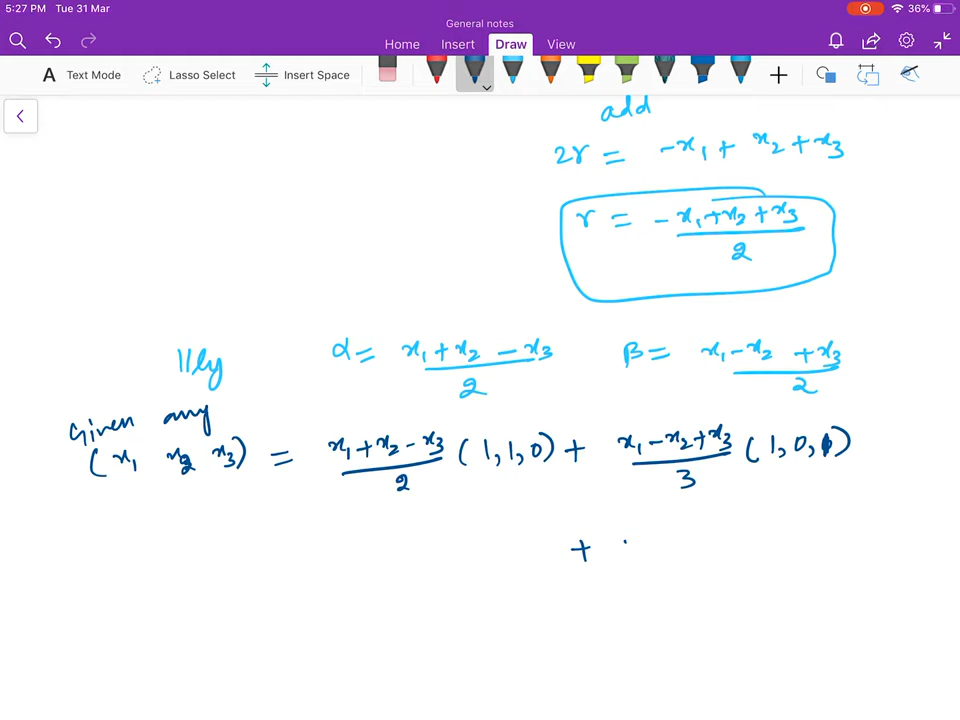 5:27 PM Tue 31 Mar 36%
General notes
Home Insert Draw View
A Text Mode Lasso Select Insert Space
add
2r = -x₁ + x₂ + x₃
r = -x₁+x₂+x₃/2
llly α = x₁+x₂-x₃/2 β = x₁-x₂+x₃/2
Given any
(x₁ x₂ x₃) = x₁+x₂-x₃/2 (1,1,0) + x₁-x₂+x₃/3 (1,0,1)
+